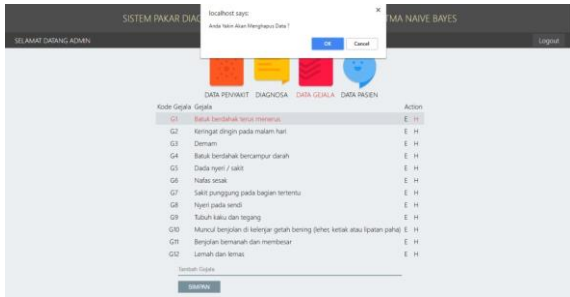 SISTEM PAKAR DIAG
TMA NAIVE BAYES
localhost says:
Anda Yakin Akan Menghapus Data ?
OK Cancel
SELAMAT DATANG ADMIN Logout
DATA PENYAKIT DIAGNOSA DATA GEJALA DATA PASIEN
Kode Gejala Gejala Action
G1 Batuk berdahak terus menerus E H
G2 Keringat dingin pada malam hari E H
G3 Demam E H
G4 Batuk berdahak bercampur darah E H
G5 Dada nyeri / sakit E H
G6 Nafas sesak E H
G7 Sakit punggung pada bagian tertentu E H
G8 Nyeri pada sendi E H
G9 Tubuh kaku dan tegang E H
G10 Muncul benjolan di kelenjar getah bening (leher, ketiak atau lipatan paha) E H
G11 Benjolan bernanah dan membesar E H
G12 Lemah dan lemas E H
Tambah Gejala
SIMPAN